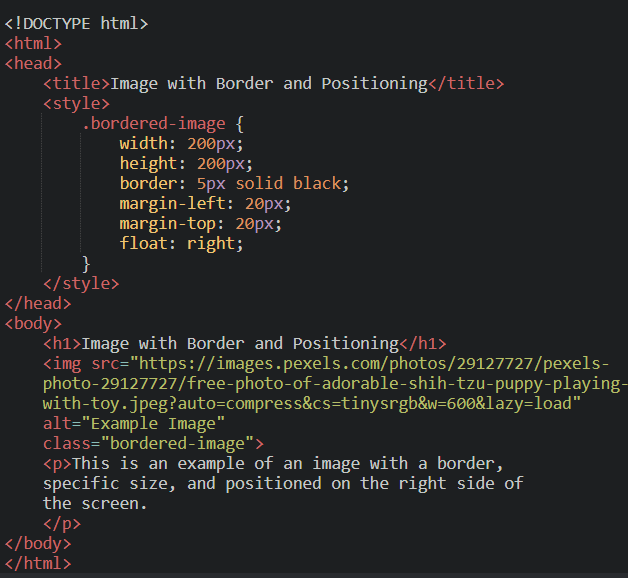 <!DOCTYPE html>
<html>
<head>
<title>Image with Border and Positioning</title>
<style>
.bordered-image {
width: 200px;
height: 200px;
border: 5px solid black;
margin-left: 20px;
margin-top: 20px;
float: right;
}
</style>
</head>
<body>
<h1>Image with Border and Positioning</h1>
<img src="https://images.pexels.com/photos/29127727/pexels-
photo-29127727/free-photo-of-adorable-shih-tzu-puppy-playing-
with-toy.jpeg?auto=compress&cs=tinysrgb&w=600&lazy=load"
alt="Example Image"
class="bordered-image">
<p>This is an example of an image with a border,
specific size, and positioned on the right side of
the screen.
</p>
</body>
</html>